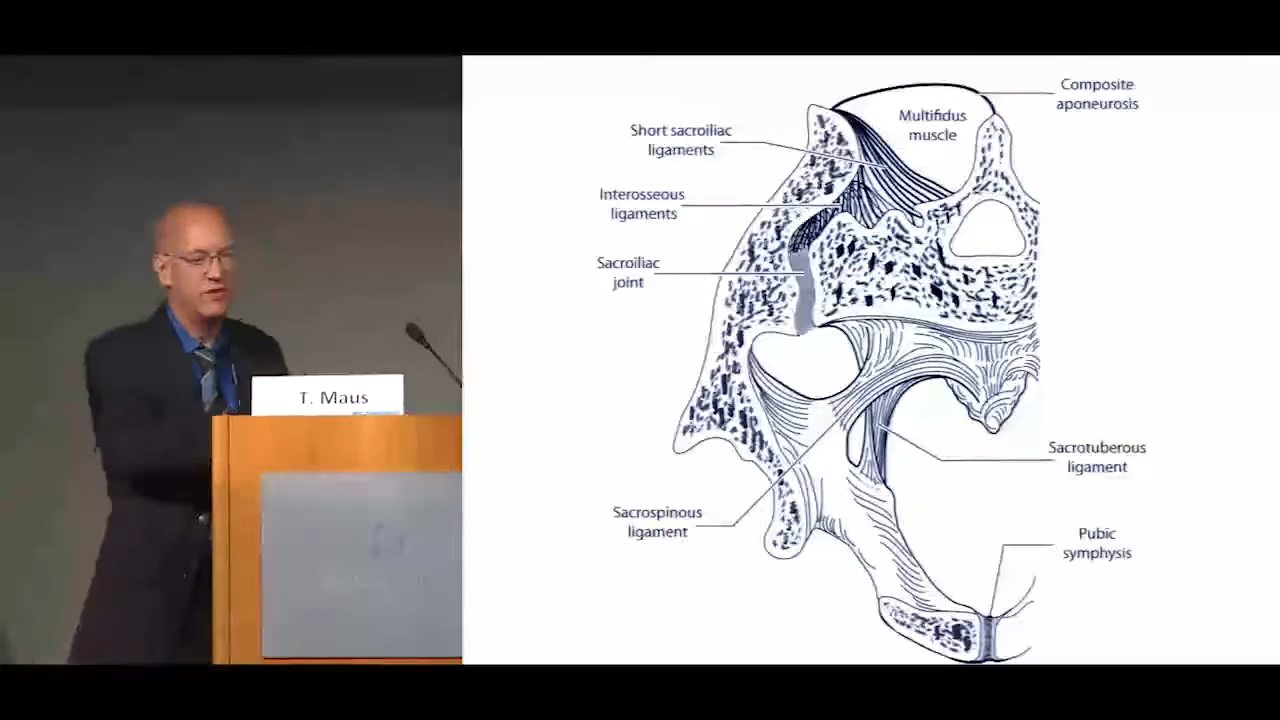 T. Maus
Composite
aponeurosis
Multifidus
muscle
Short sacroiliac
ligaments
Interosseous
ligaments
Sacroiliac
joint
Sacrotuberous
ligament
Sacrospinous
ligament
Pubic
symphysis